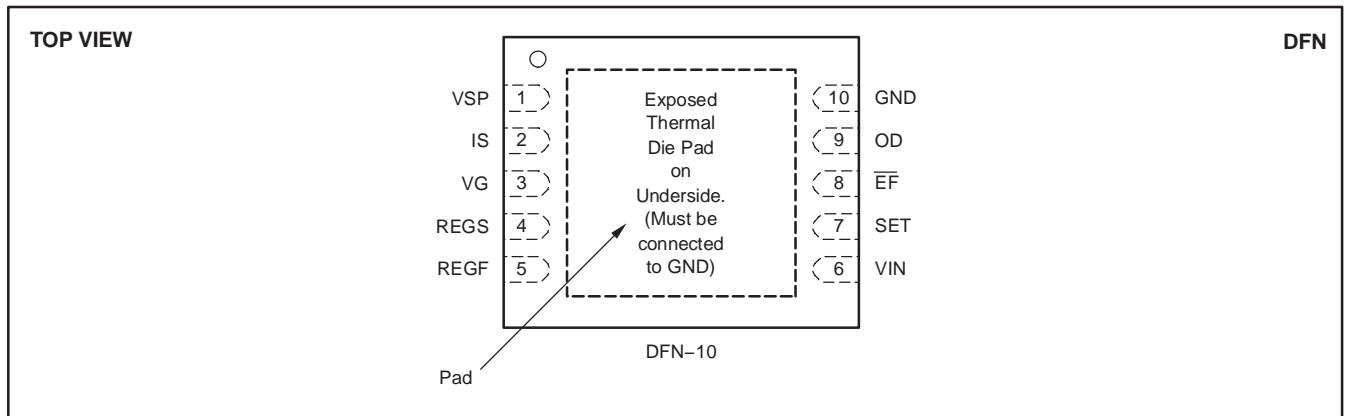 TOP VIEW
DFN
VSP 1
IS 2
VG 3
REGS 4
REGF 5
Exposed
Thermal
Die Pad
on
Underside.
(Must be
connected
to GND)
10 GND
9 OD
8 E̅F̅
7 SET
6 VIN
DFN−10
Pad